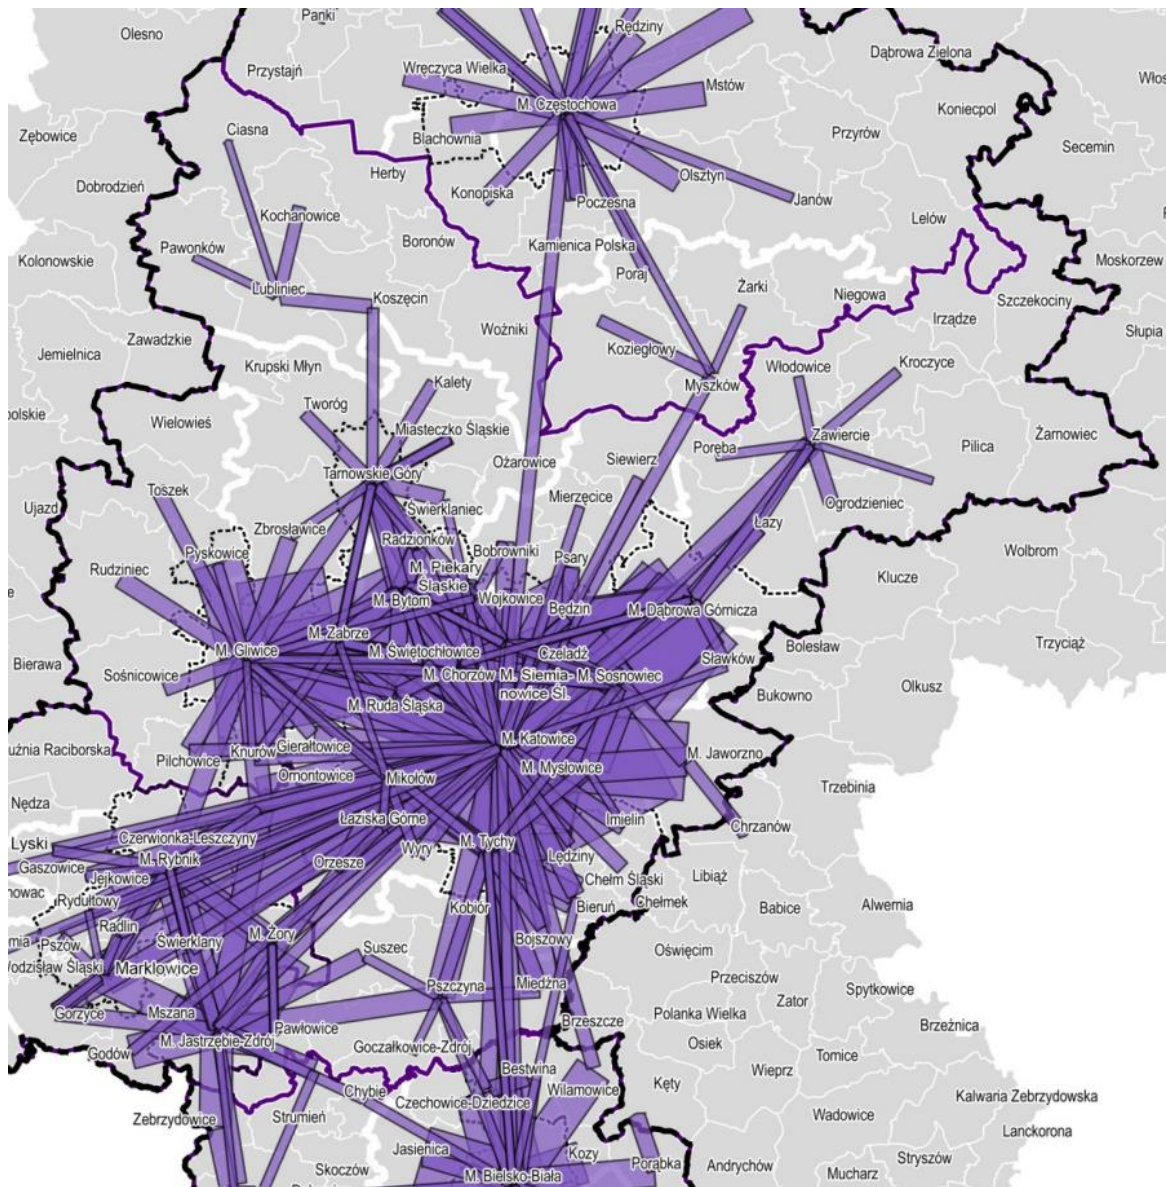 Panki
Olesno
Rędziny
Dąbrowa Zielona
Przystajń
Wręczyca Wielka
Mstów
M. Częstochowa
Koniecpol
Zębowice
Ciasna
Blachownia
Przyrów
Secemin
Herby
Dobrodzień
Konopiska
Olsztyn
Janów
Poczesna
Kochanowice
Lelów
Boronów
Kamienica Polska
Pawonków
Kolonowskie
Moskorzew
Poraj
Lubliniec
Żarki
Koszęcin
Niegowa
Szczekociny
Woźniki
Irządze
Zawadzkie
Słupia
Koziegłowy
Jemielnica
Kroczyce
Krupski Młyn
Włodowice
Myszków
Kalety
Tworóg
Wielowieś
Miasteczko Śląskie
Zawiercie
Żarnowiec
Pilica
Poręba
Siewierz
Ożarowice
Tarnowskie Góry
Toszek
Mierzęcice
Ogrodzieniec
Ujazd
Świerklaniec
Łazy
Zbrosławice
Radzionków
Bobrowniki
Psary
Wolbrom
Pyskowice
M. Piekary
Śląskie
Rudziniec
Klucze
Wojkowice
M. Bytom
Będzin
M. Dąbrowa Górnicza
M. Zabrze
Trzyciąż
Bolesław
M. Gliwice
M. Świętochłowice
Czeladź
Sławków
Bierawa
Sośnicowice
M. Chorzów
M. Siemia-
nowice Śl.
M. Sosnowiec
Olkusz
Bukowno
M. Ruda Śląska
M. Katowice
Knurów
Gierałtowice
M. Jaworzno
Pilchowice
M. Mysłowice
Ornontowice
Mikołów
Trzebinia
Nędza
Łaziska Górne
Imielin
Chrzanów
Czerwionka-Leszczyny
Łyski
M. Tychy
Wyry
M. Rybnik
Orzesze
Lędziny
Gaszowice
Jejkowice
Chełm Śląski
Libiąż
Rydułtowy
Kobiór
Bieruń
Chełmek
Babice
Alwernia
Radlin
Świerklany
M. Żory
Bojszowy
Pszów
Suszec
Oświęcim
Marklowice
Przeciszów
Pszczyna
Miedźna
Spytkowice
Zator
Gorzyce
Mszana
Pawłowice
Brzeszcze
Polanka Wielka
Brzeźnica
M. Jastrzębie-Zdrój
Goczałkowice-Zdrój
Osiek
Godów
Tomice
Wieprz
Bestwina
Kęty
Chybie
Wilamowice
Czechowice-Dziedzice
Kalwaria Zebrzydowska
Zebrzydowice
Strumień
Wadowice
Lanckorona
Jasienica
Kozy
Stryszów
Skoczów
M. Bielsko-Biała
Porąbka
Andrychów
Mucharz